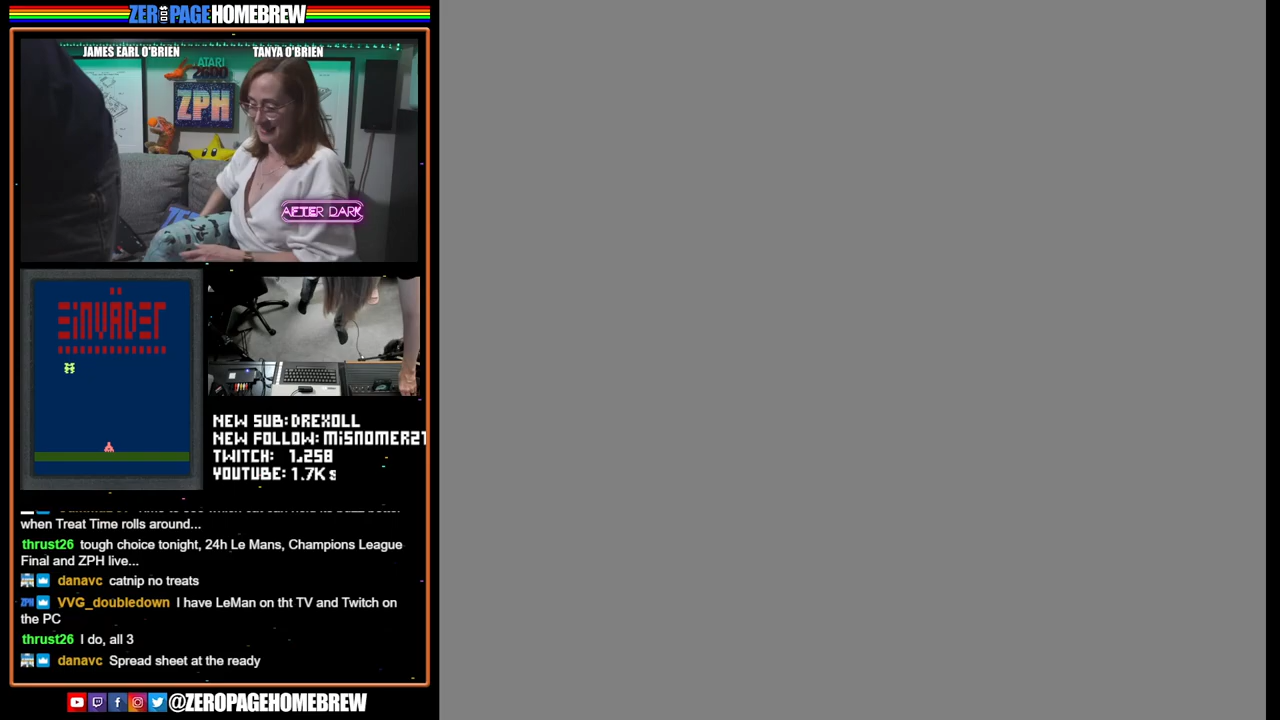 ZER PAGE HOMEBREW
JAMES EARL O'BRIEN
TANYA O'BRIEN
ATARI
2600
ZPH
AFTER DARK
ËINVÄDER
NEW SUB: DREXOLL
NEW FOLLOW: MISNOMER21
TWITCH: 1,258
YOUTUBE: 1.7K s
when Treat Time rolls around...
thrust26 tough choice tonight, 24h Le Mans, Champions League
Final and ZPH live...
danavc catnip no treats
VVG_doubledown I have LeMan on tht TV and Twitch on
the PC
thrust26 I do, all 3
danavc Spread sheet at the ready
@ZEROPAGEHOMEBREW